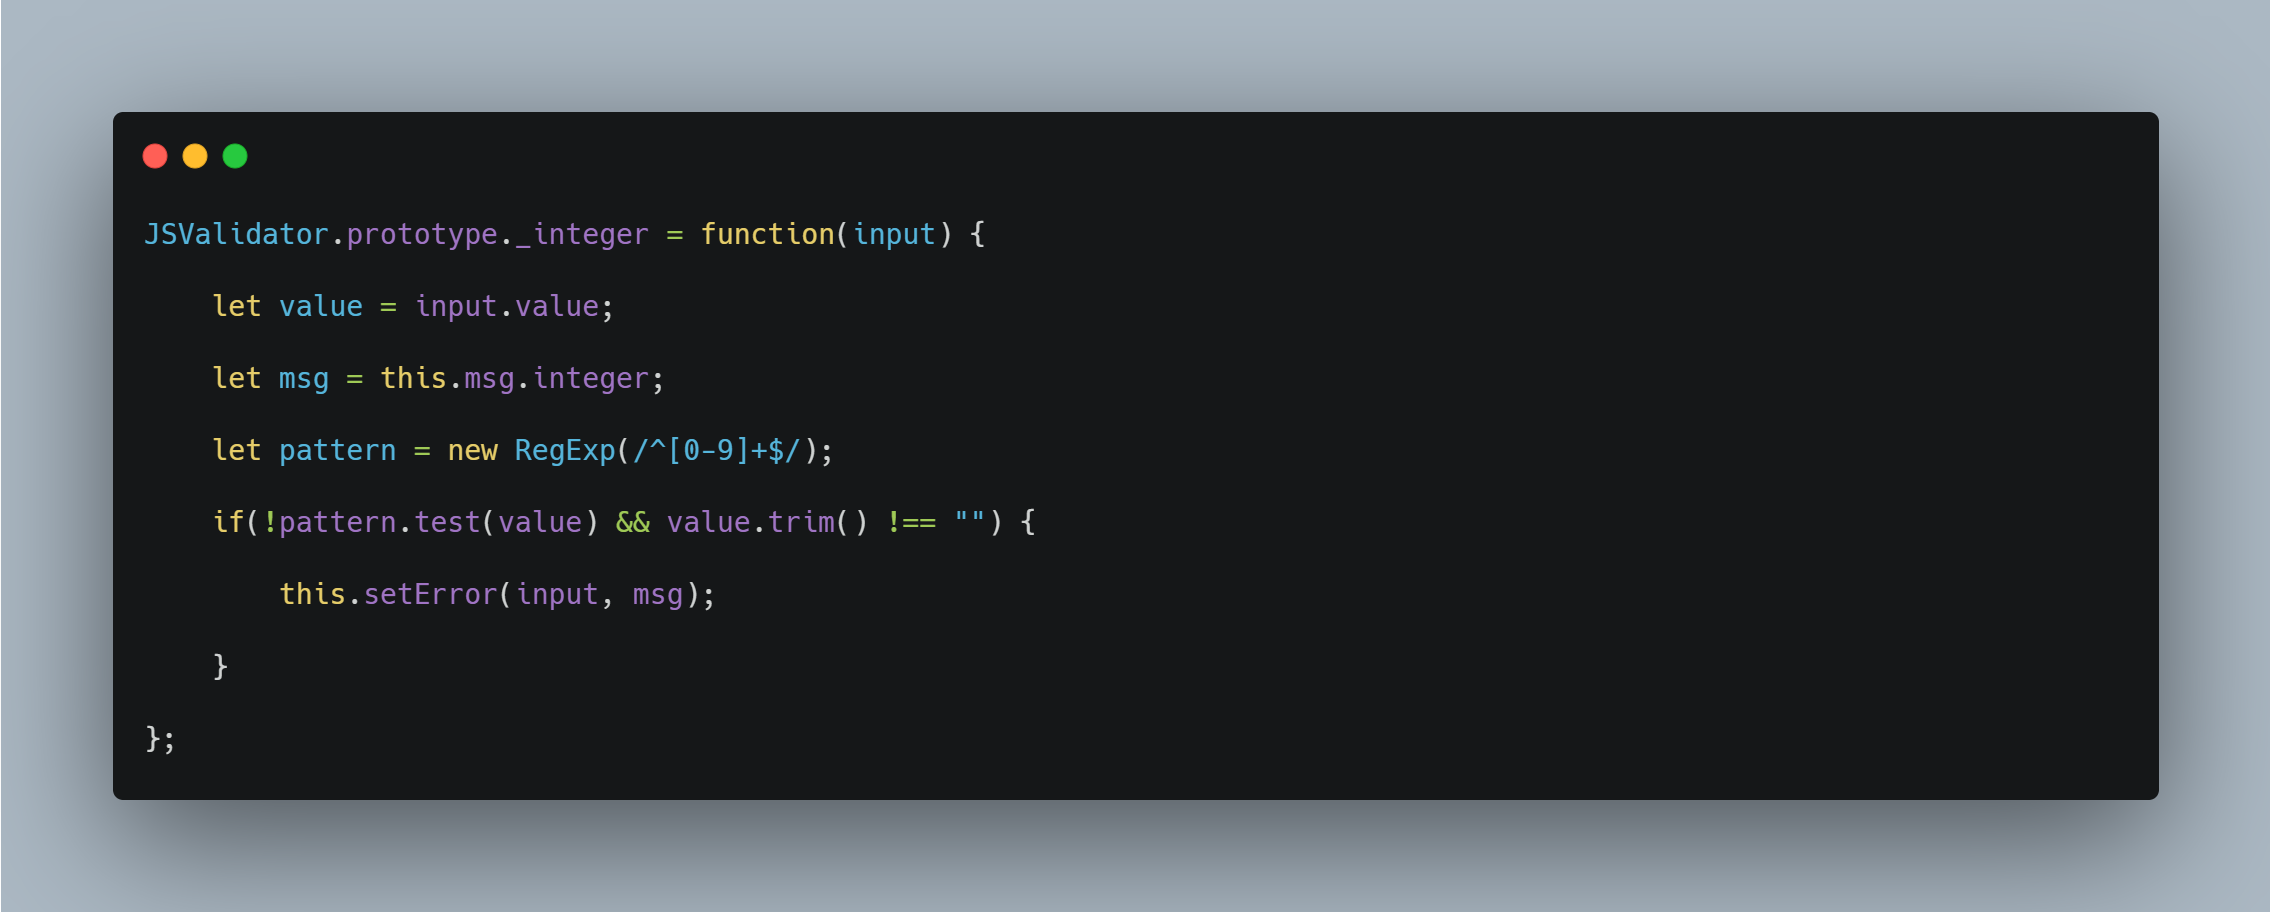 JSValidator.prototype._integer = function(input) {
    let value = input.value;
    let msg = this.msg.integer;
    let pattern = new RegExp(/^[0-9]+$/);
    if(!pattern.test(value) && value.trim() !== "") {
        this.setError(input, msg);
    }
};